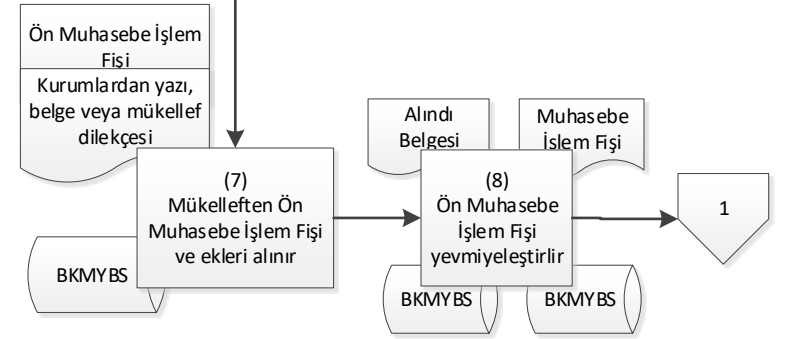 Ön Muhasebe İşlem
Fişi
Kurumlardan yazı,
belge veya mükellef
dilekçesi
(7)
Mükelleften Ön
Muhasebe İşlem Fişi
ve ekleri alınır
BKMYBS
Alındı
Belgesi
Muhasebe
İşlem Fişi
(8)
Ön Muhasebe
İşlem Fişi
yevmiyeleştirlir
BKMYBS
BKMYBS
1